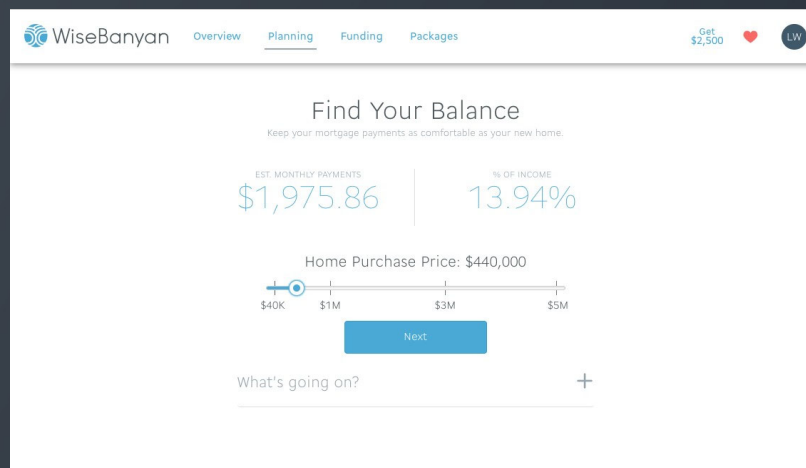 WiseBanyan
Overview
Planning
Funding
Packages
Get
$2,500
LW
Find Your Balance
Keep your mortgage payments as comfortable as your new home.
EST. MONTHLY PAYMENTS
$1,975.86
% OF INCOME
13.94%
Home Purchase Price: $440,000
$40K
$1M
$3M
$5M
Next
What's going on?